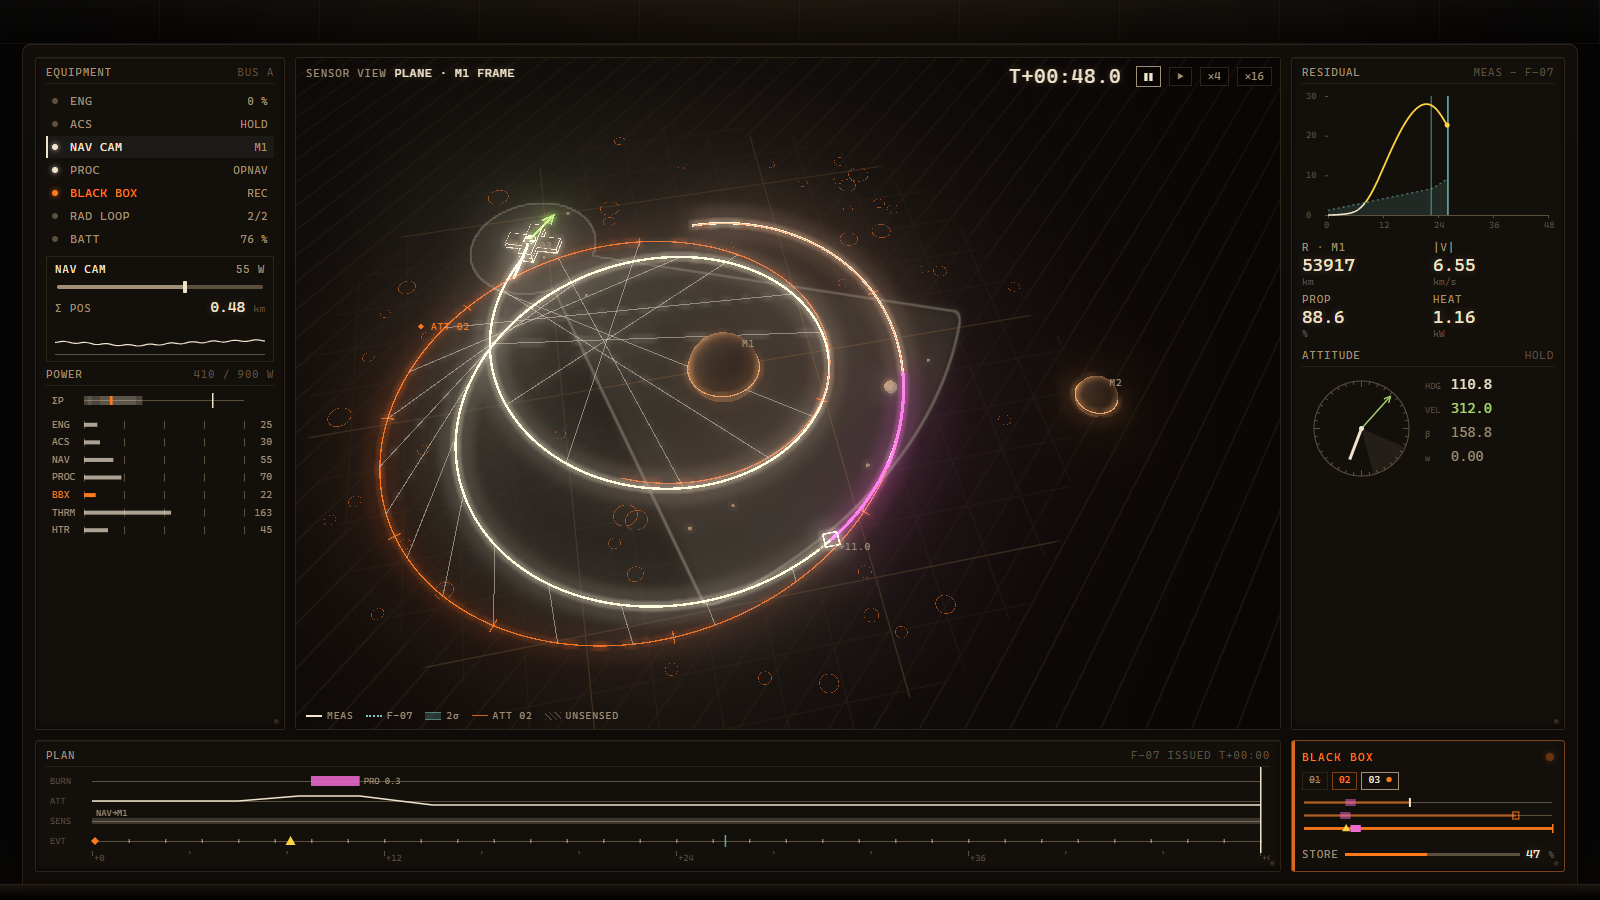 EQUIPMENT BUS A
ENG 0 %
ACS HOLD
NAV CAM M1
PROC OPNAV
BLACK BOX REC
RAD LOOP 2/2
BATT 76 %
NAV CAM 55 W
Σ POS 0.48 km
POWER 410 / 900 W
ΣP
ENG 25
ACS 30
NAV 55
PROC 70
BBX 22
THRM 163
HTR 45
SENSOR VIEW PLANE · M1 FRAME
T+00:48.0 ×4 ×16
ATT 02
M1
M2
MEAS F-07 2σ ATT 02 UNSENSED
RESIDUAL MEAS − F-07
30
20
10
0
0 12 24 36 48
R · M1 |V|
53917 6.55
km km/s
PROP HEAT
88.6 1.16
% kW
ATTITUDE HOLD
HDG 110.8
VEL 312.0
β 158.8
ω 0.00
PLAN F-07 ISSUED T+00:00
BURN PRO 0.3
ATT
NAV→M1
SENS
EVT
+0 +12 +24 +36
BLACK BOX
01 02 03
STORE 47 %